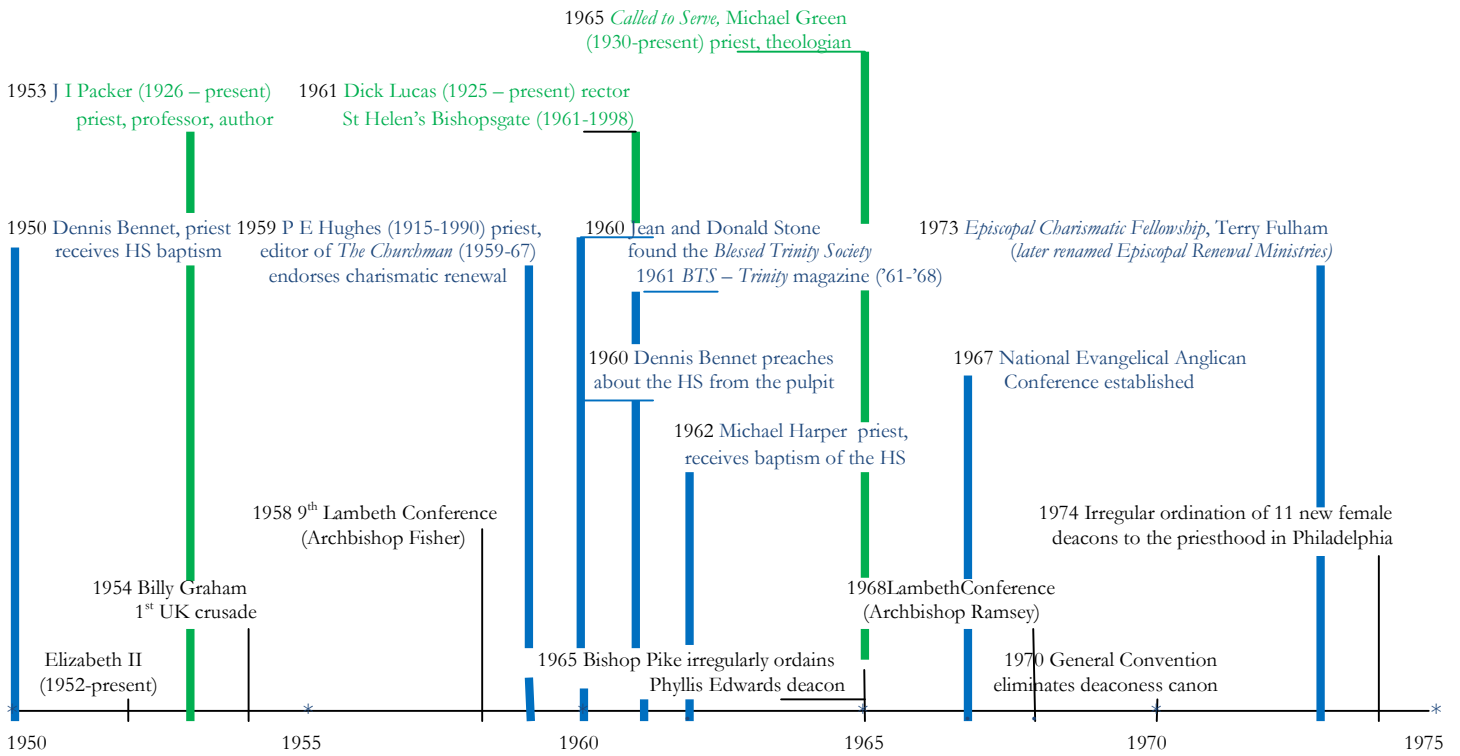 1965 Called to Serve, Michael Green
(1930-present) priest, theologian
1953 J I Packer (1926 – present)
priest, professor, author
1961 Dick Lucas (1925 – present) rector
St Helen's Bishopsgate (1961-1998)
1950 Dennis Bennet, priest
receives HS baptism
1959 P E Hughes (1915-1990) priest,
editor of The Churchman (1959-67)
endorses charismatic renewal
1960 Jean and Donald Stone
found the Blessed Trinity Society
1961 BTS – Trinity magazine ('61-'68)
1973 Episcopal Charismatic Fellowship, Terry Fulham
(later renamed Episcopal Renewal Ministries)
1960 Dennis Bennet preaches
about the HS from the pulpit
1967 National Evangelical Anglican
Conference established
1962 Michael Harper priest,
receives baptism of the HS
1958 9th Lambeth Conference
(Archbishop Fisher)
1974 Irregular ordination of 11 new female
deacons to the priesthood in Philadelphia
1954 Billy Graham
1st UK crusade
1968LambethConference
(Archbishop Ramsey)
Elizabeth II
(1952-present)
1965 Bishop Pike irregularly ordains
Phyllis Edwards deacon
1970 General Convention
eliminates deaconess canon
1950 1955 1960 1965 1970 1975